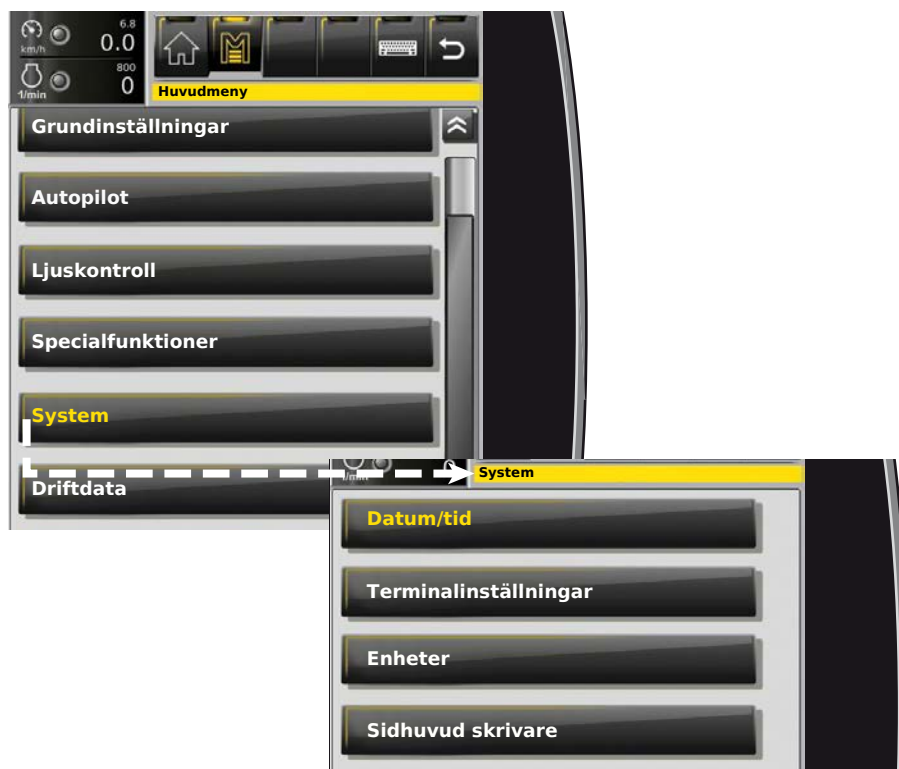 6.8
km/h 0.0
800
1/min 0
Huvudmeny
Grundinställningar
Autopilot
Ljuskontroll
Specialfunktioner
System
Driftdata
System
Datum/tid
Terminalinställningar
Enheter
Sidhuvud skrivare